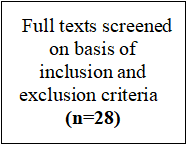 Full texts screened
on basis of
inclusion and
exclusion criteria
(n=28)